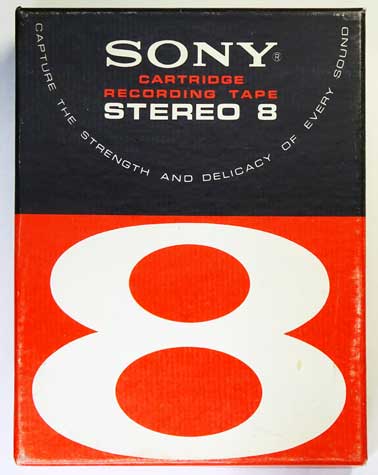 SONY®
CARTRIDGE
RECORDING TAPE
STEREO 8
CAPTURE THE STRENGTH AND DELICACY OF EVERY SOUND
8